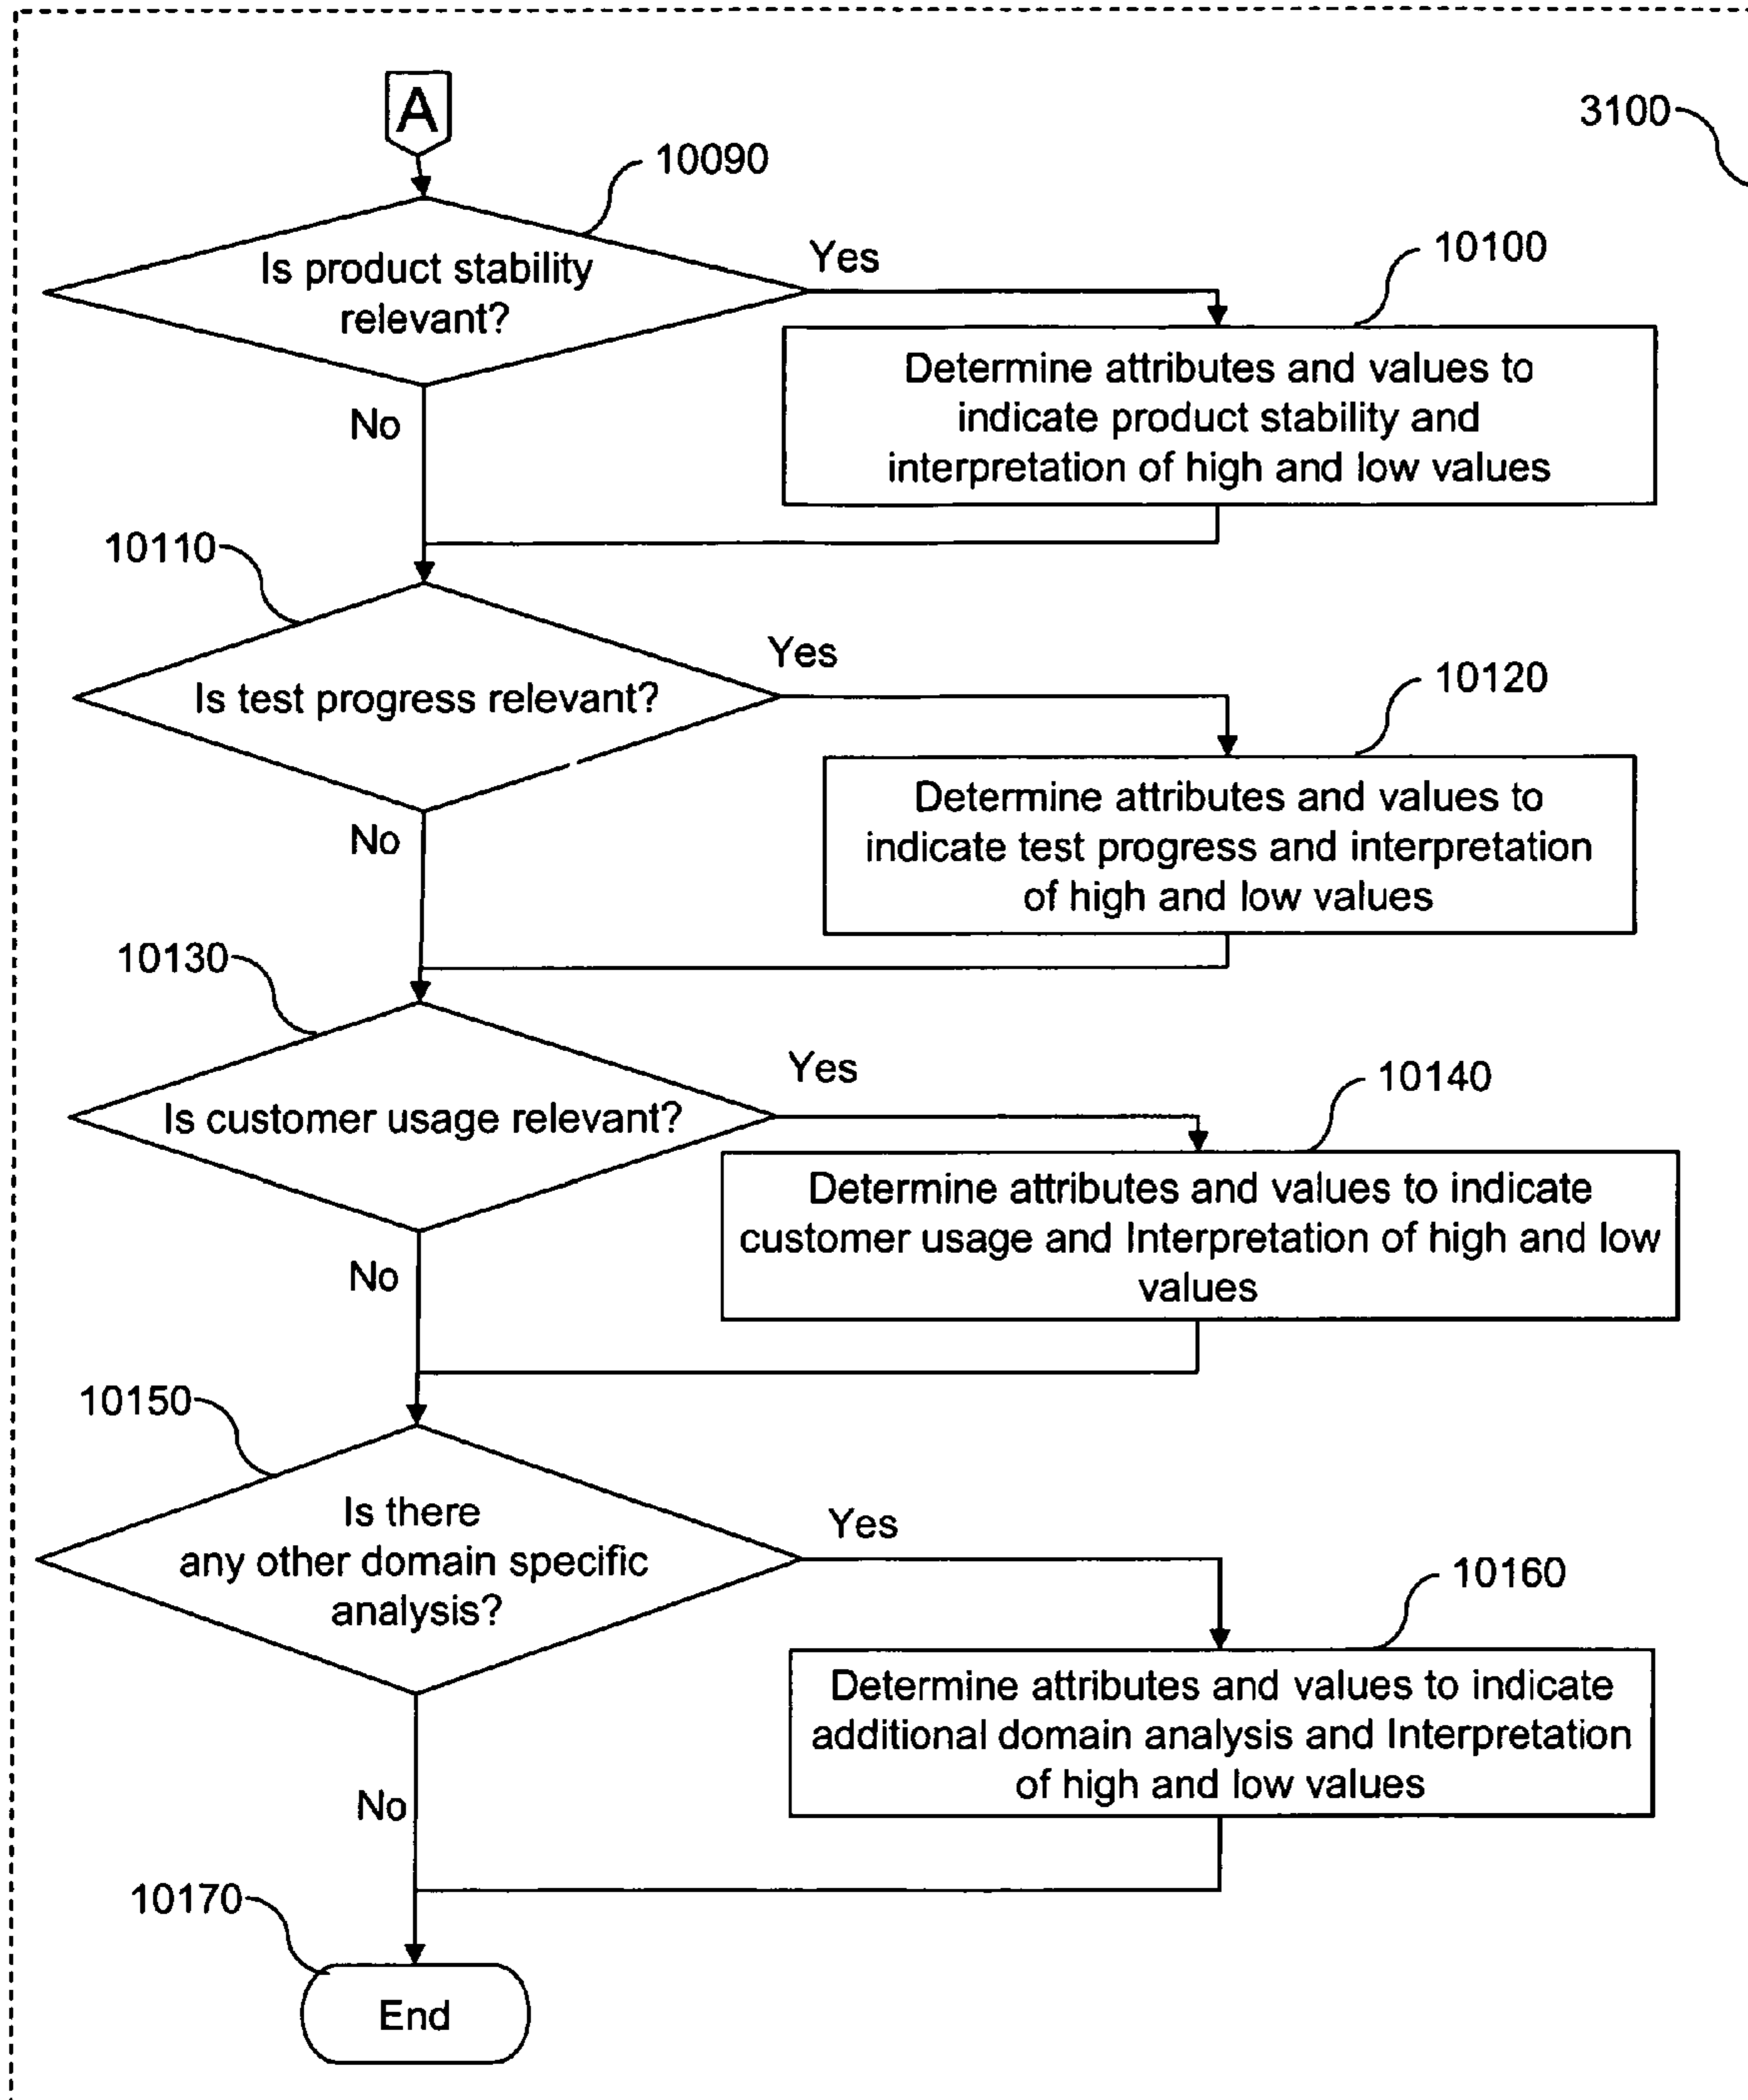 A
3100
10090
Is product stability
relevant?
Yes
10100
Determine attributes and values to
indicate product stability and
interpretation of high and low values
No
10110
Is test progress relevant?
Yes
10120
Determine attributes and values to
indicate test progress and interpretation
of high and low values
No
10130
Is customer usage relevant?
Yes
10140
Determine attributes and values to indicate
customer usage and Interpretation of high and low
values
No
10150
Is there
any other domain specific
analysis?
Yes
10160
Determine attributes and values to indicate
additional domain analysis and Interpretation
of high and low values
No
10170
End